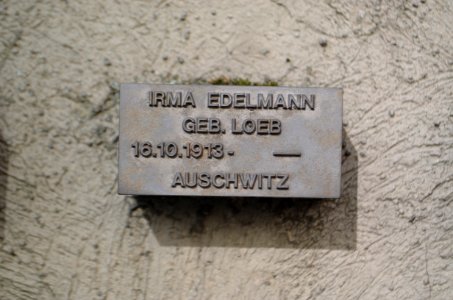 IRMA EDELMANN
GEB. LOEB
16.10.1913 - —
AUSCHWITZ